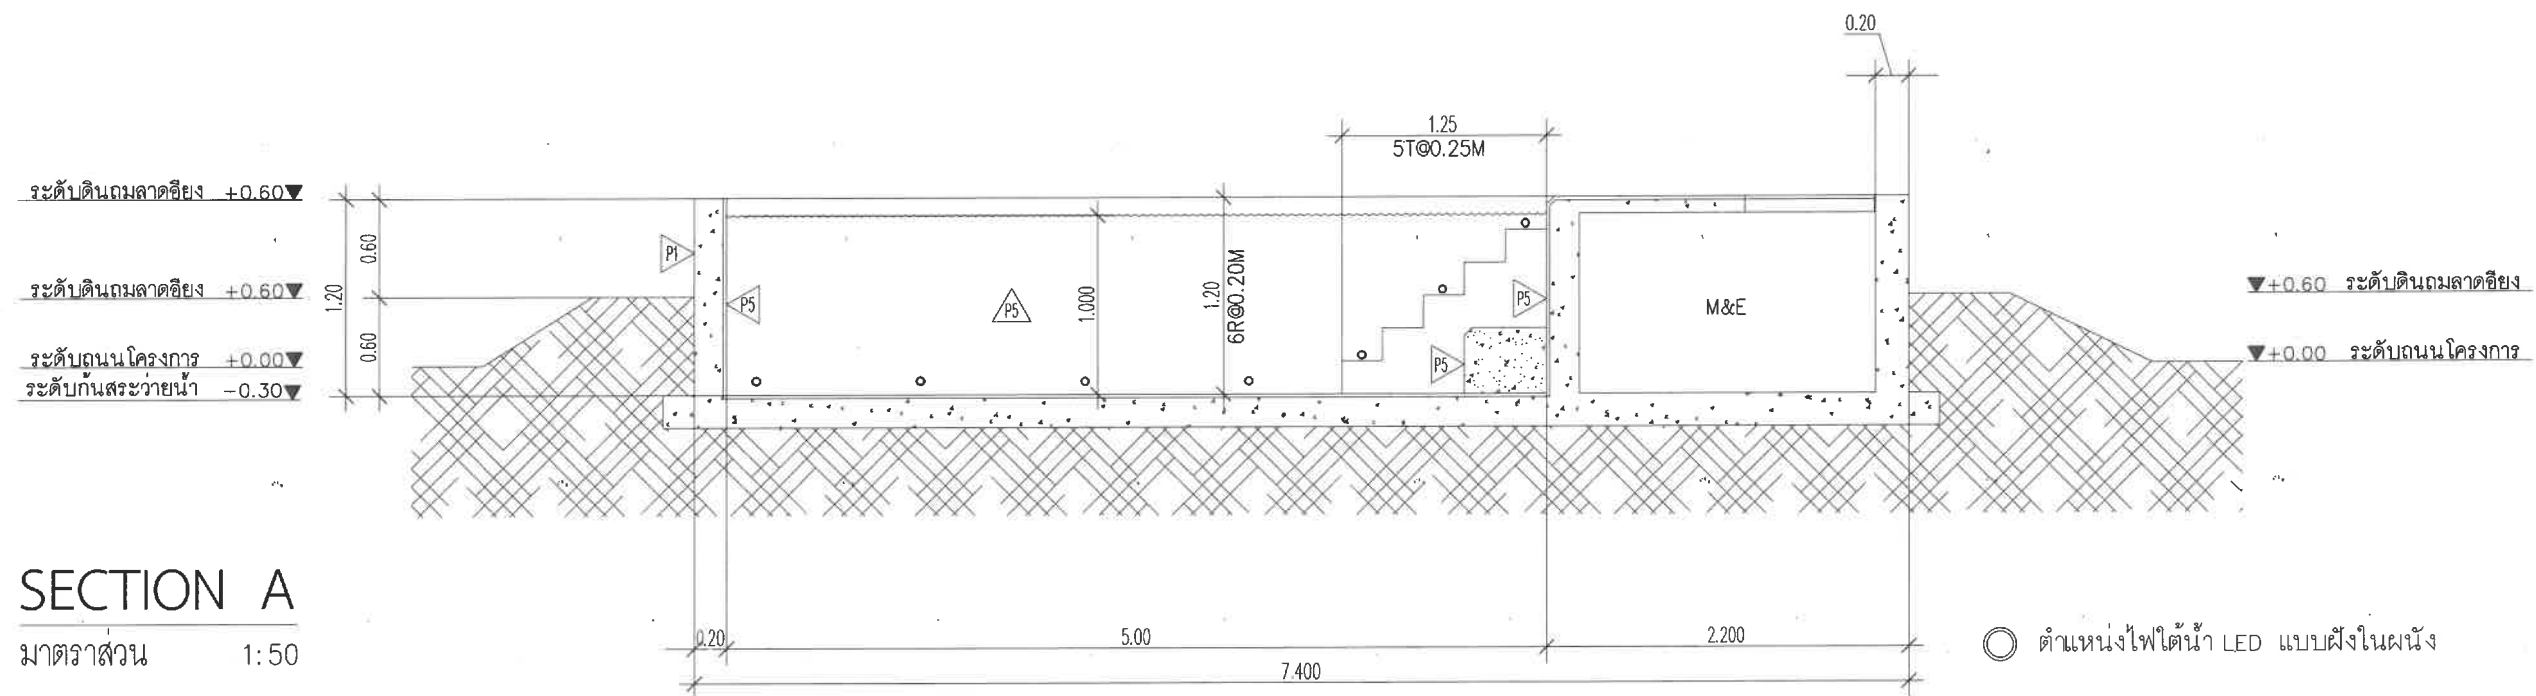 0.20
1.25
5T@0.25M
ระดับดินถมลาดอียง +0.60
0.60
1.20
P1
ระดับดินถมลาดอียง +0.60
P5
P5
1.000
1.20
6R@0.20M
P5
M&E
+0.60 ระดับดินถมลาดอียง
ระดับถนนโครงการ +0.00
0.60
P5
+0.00 ระดับถนนโครงการ
ระดับก้นสระว่ายน้ำ -0.30
SECTION A
มาตราส่วน 1:50
0.20
5.00
2.200
7.400
ตำแหน่งไฟใต้น้ำ LED แบบฝังในผนัง